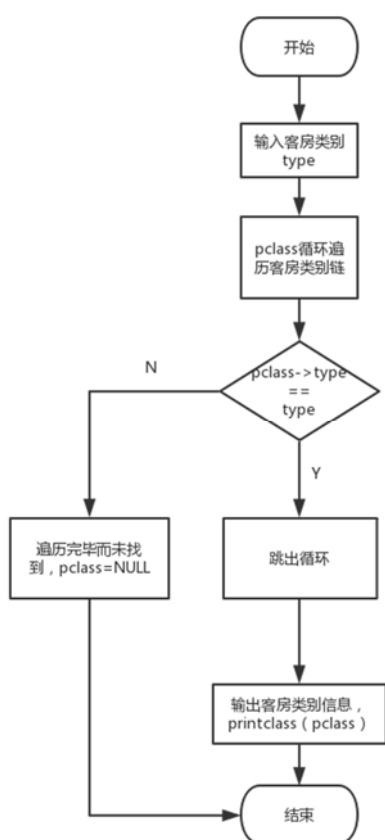 开始
输入客房类别
type
pclass循环遍
历客房类别链
pclass->type
==
type
N
Y
遍历完毕而未找
到，pclass=NULL
跳出循环
输出客房类别信息，
printclass（pclass）
结束